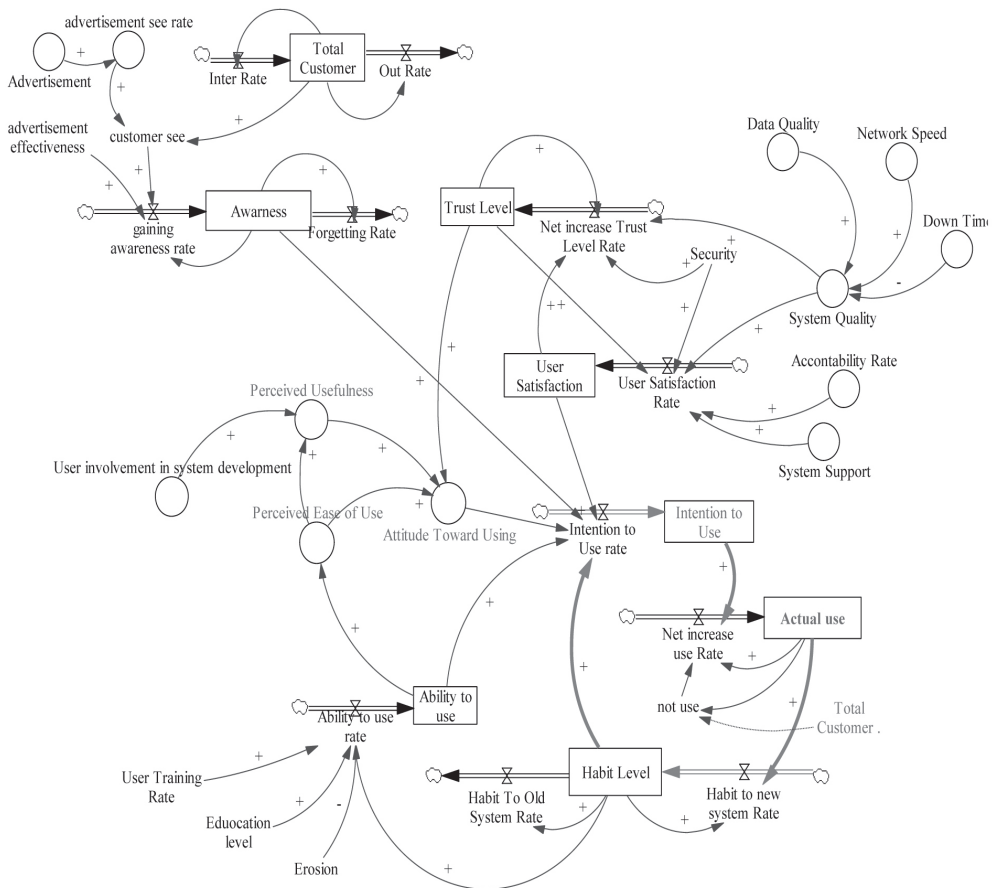 advertisement see rate
+
Advertisement
+
Total
Customer
Inter Rate
Out Rate
+
advertisement
effectiveness
customer see
+
+
+
Awarness
gaining
awareness rate
Forgetting Rate
Data Quality
Network Speed
+
Trust Level
Net increase Trust
Level Rate
+
+
Down Time
+
+
Security
-
System Quality
++
+
+
User
Satisfaction
User Satisfaction
Rate
Accontability Rate
+
+
System Support
+
+
Perceived Usefulness
+
+
+
User involvement in system development
Perceived Ease of Use
+
Attitude Toward Using
+
Intention to
Use rate
Intention to
Use
+
+
+
+
Actual use
Net increase
use Rate
+
not use
+
Total
Customer .
Ability to
use
Ability to use
rate
User Training
Rate
+
Eduocation
level
+
-
Erosion
+
Habit Level
Habit To Old
System Rate
+
Habit to new
system Rate
+